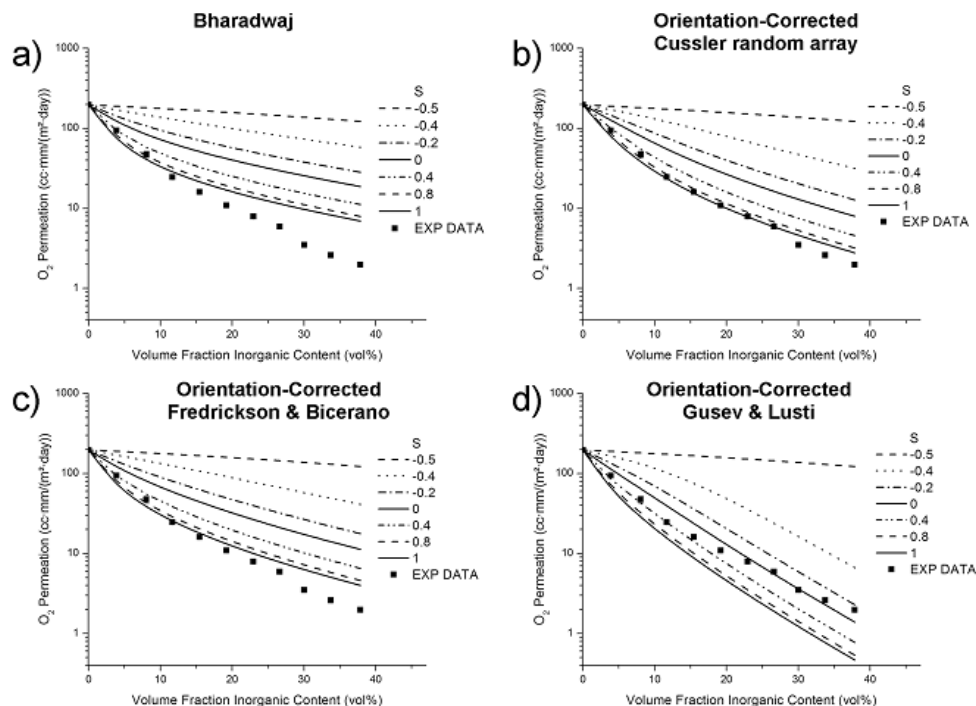 a)
Bharadwaj
1000
100
10
1
0
10
20
30
40
O₂ Permeation (cc·mm/(m²·day))
Volume Fraction Inorganic Content (vol%)
S
-0.5
-0.4
-0.2
0
0.4
0.8
1
EXP DATA
b)
Orientation-Corrected
Cussler random array
1000
100
10
1
0
10
20
30
40
O₂ Permeation (cc·mm/(m²·day))
Volume Fraction Inorganic Content (vol%)
S
-0.5
-0.4
-0.2
0
0.4
0.8
1
EXP DATA
c)
Orientation-Corrected
Fredrickson & Bicerano
1000
100
10
1
0
10
20
30
40
O₂ Permeation (cc·mm/(m²·day))
Volume Fraction Inorganic Content (vol%)
S
-0.5
-0.4
-0.2
0
0.4
0.8
1
EXP DATA
d)
Orientation-Corrected
Gusev & Lusti
1000
100
10
1
0
10
20
30
40
O₂ Permeation (cc·mm/(m²·day))
Volume Fraction Inorganic Content (vol%)
S
-0.5
-0.4
-0.2
0
0.4
0.8
1
EXP DATA